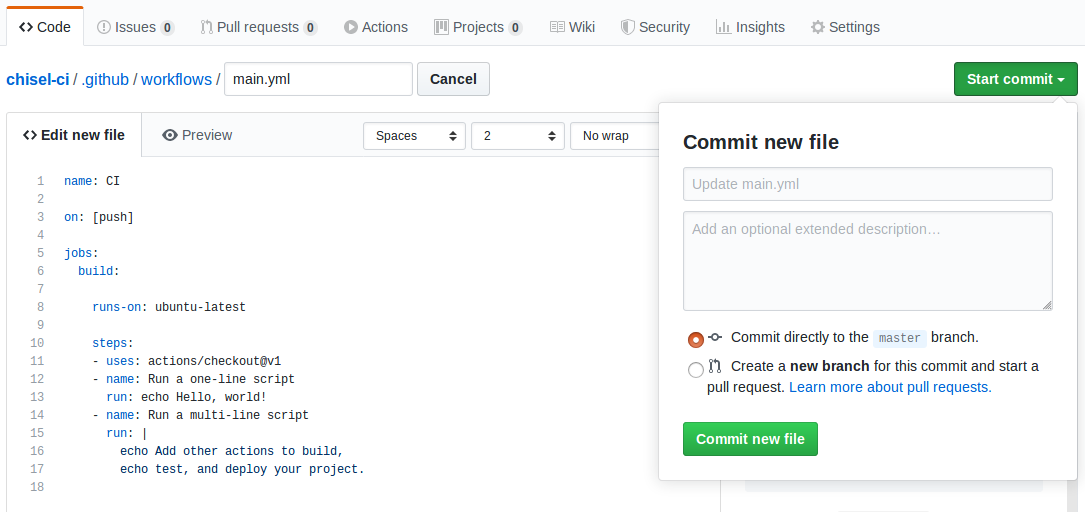 Code Issues 0 Pull requests 0 Actions Projects 0 Wiki Security Insights Settings
chisel-ci / .github / workflows / main.yml Cancel Start commit
Edit new file Preview Spaces 2 No wrap
Commit new file
Update main.yml
Add an optional extended description…
Commit directly to the master branch.
Create a new branch for this commit and start a
pull request. Learn more about pull requests.
Commit new file
1 name: CI
2
3 on: [push]
4
5 jobs:
6   build:
7
8     runs-on: ubuntu-latest
9
10     steps:
11     - uses: actions/checkout@v1
12     - name: Run a one-line script
13       run: echo Hello, world!
14     - name: Run a multi-line script
15       run: |
16         echo Add other actions to build,
17         echo test, and deploy your project.
18